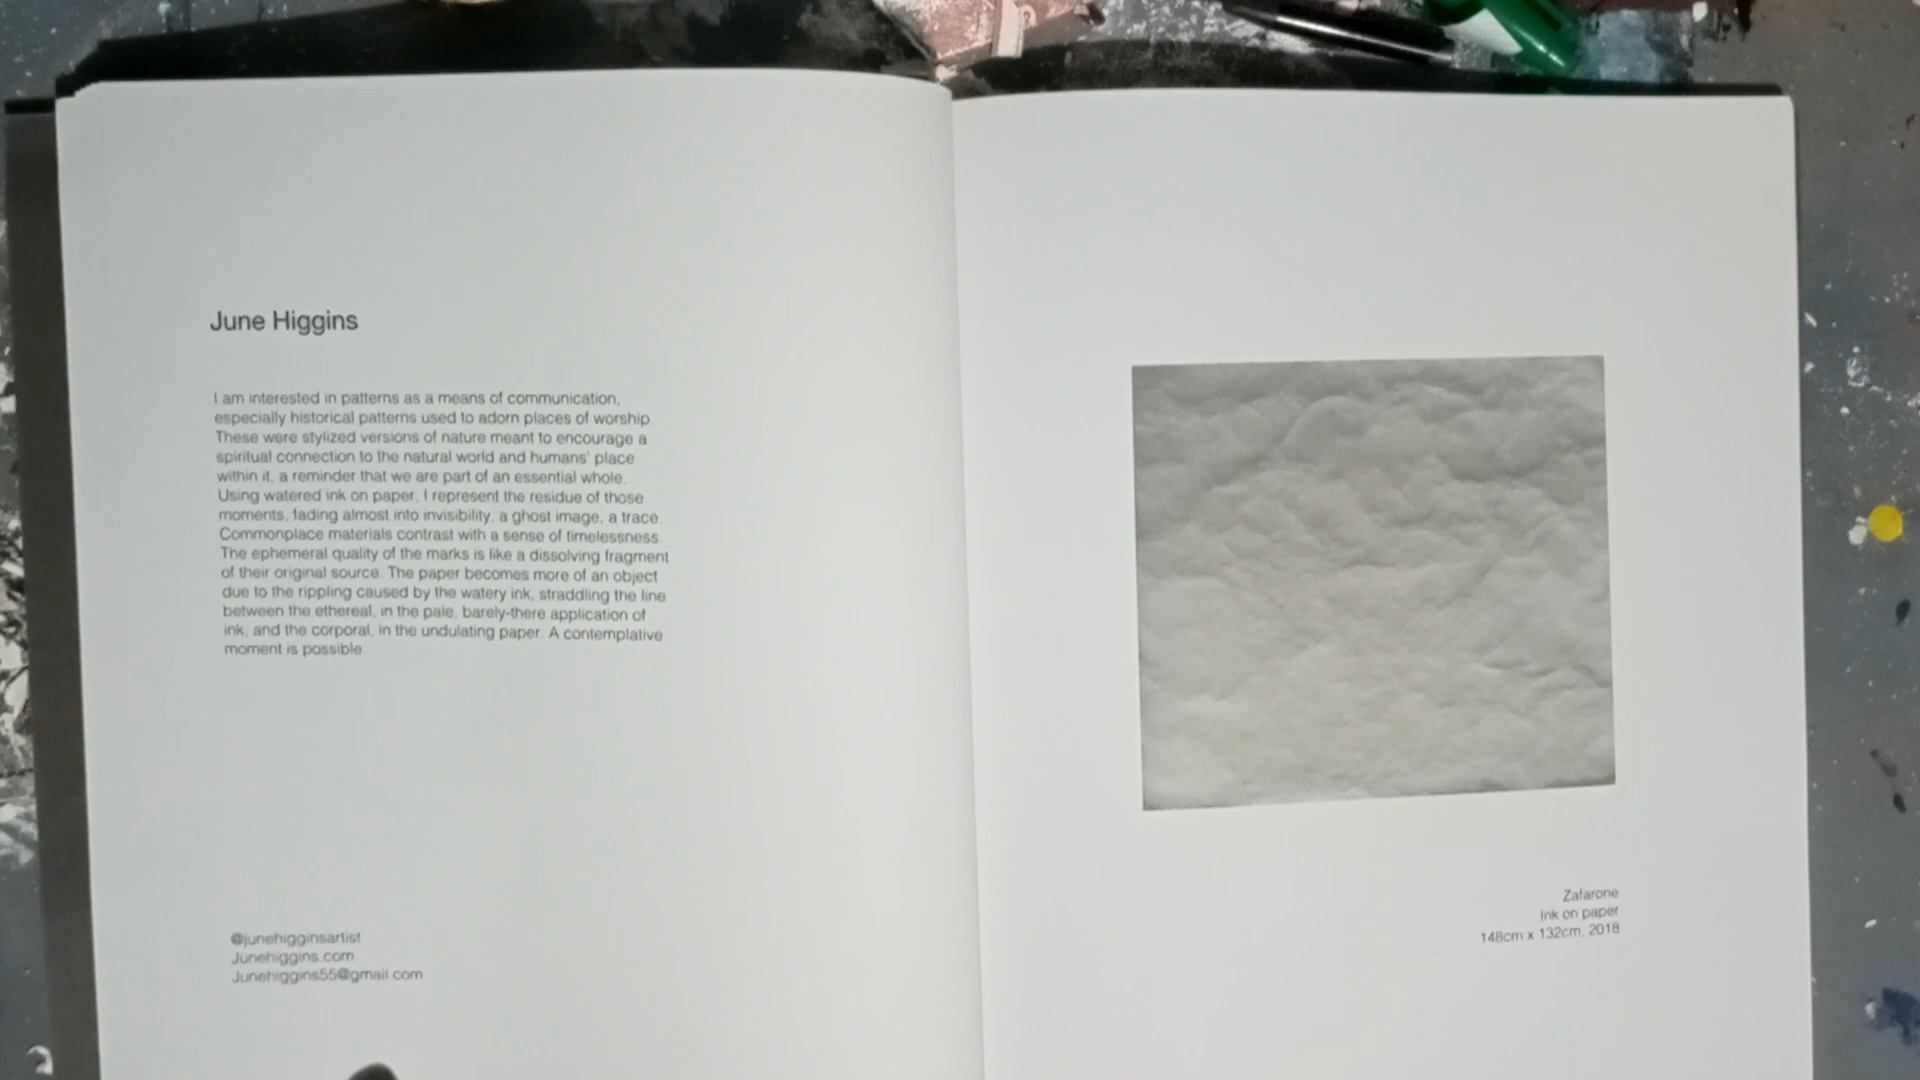 June Higgins
I am interested in patterns as a means of communication,
especially historical patterns used to adorn places of worship.
These were stylized versions of nature meant to encourage a
spiritual connection to the natural world and humans' place
within it, a reminder that we are part of an essential whole.
Using watered ink on paper, I represent the residue of those
moments, fading almost into invisibility, a ghost image, a trace.
Commonplace materials contrast with a sense of timelessness.
The ephemeral quality of the marks is like a dissolving fragment
of their original source. The paper becomes more of an object
due to the rippling caused by the watery ink, straddling the line
between the ethereal, in the pale, barely-there application of
ink, and the corporal, in the undulating paper. A contemplative
moment is possible.
@junehigginsartist
Junehiggins.com
Junehiggins55@gmail.com
Zafarone
Ink on paper
148cm x 132cm, 2018